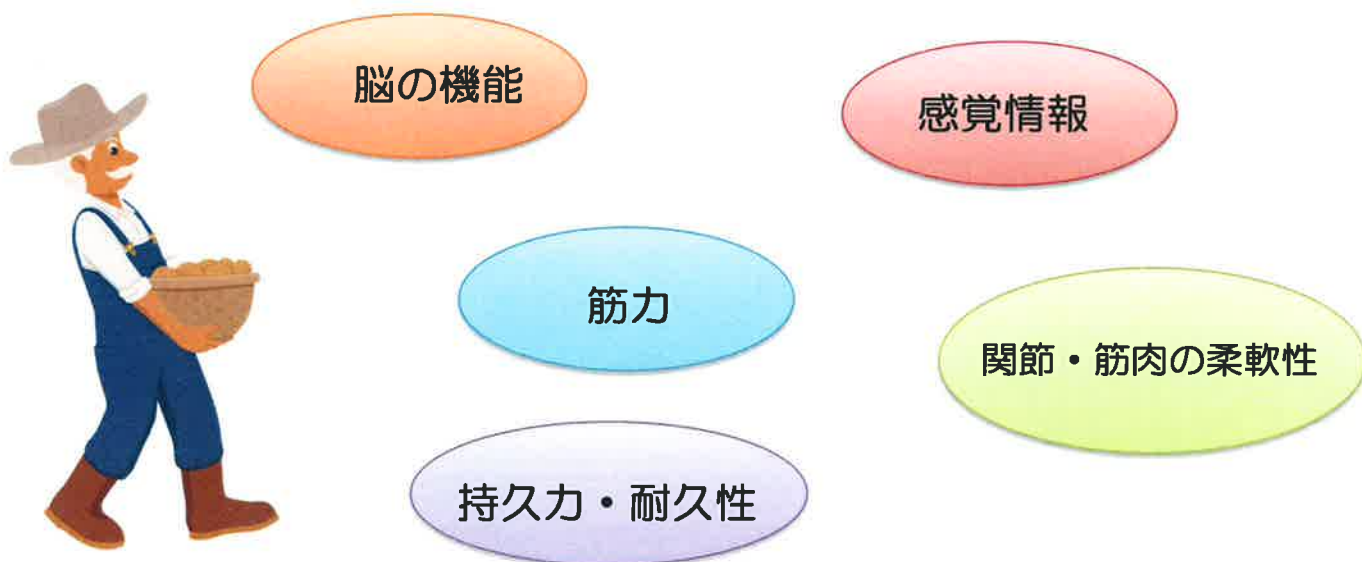 脳の機能
感覚情報
筋力
関節・筋肉の柔軟性
持久力・耐久性